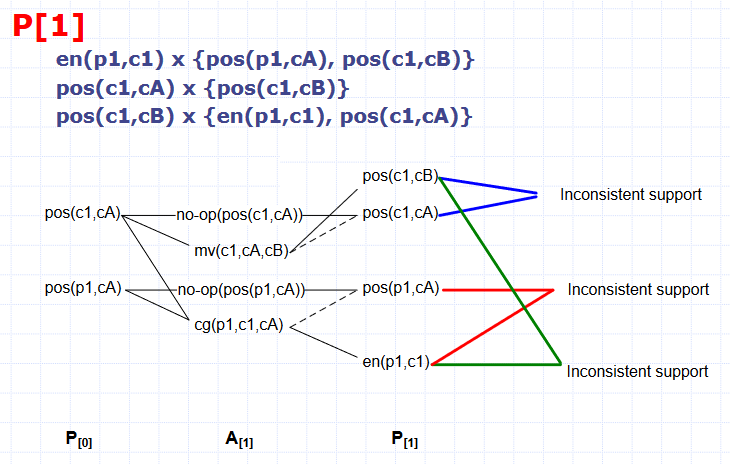 P[1]
en(p1,c1) x {pos(p1,cA), pos(c1,cB)}
pos(c1,cA) x {pos(c1,cB)}
pos(c1,cB) x {en(p1,c1), pos(c1,cA)}
pos(c1,cB)
Inconsistent support
pos(c1,cA) no-op(pos(c1,cA)) pos(c1,cA)
mv(c1,cA,cB)
pos(p1,cA) no-op(pos(p1,cA)) pos(p1,cA) Inconsistent support
cg(p1,c1,cA)
en(p1,c1)
Inconsistent support
P[0] A[1] P[1]